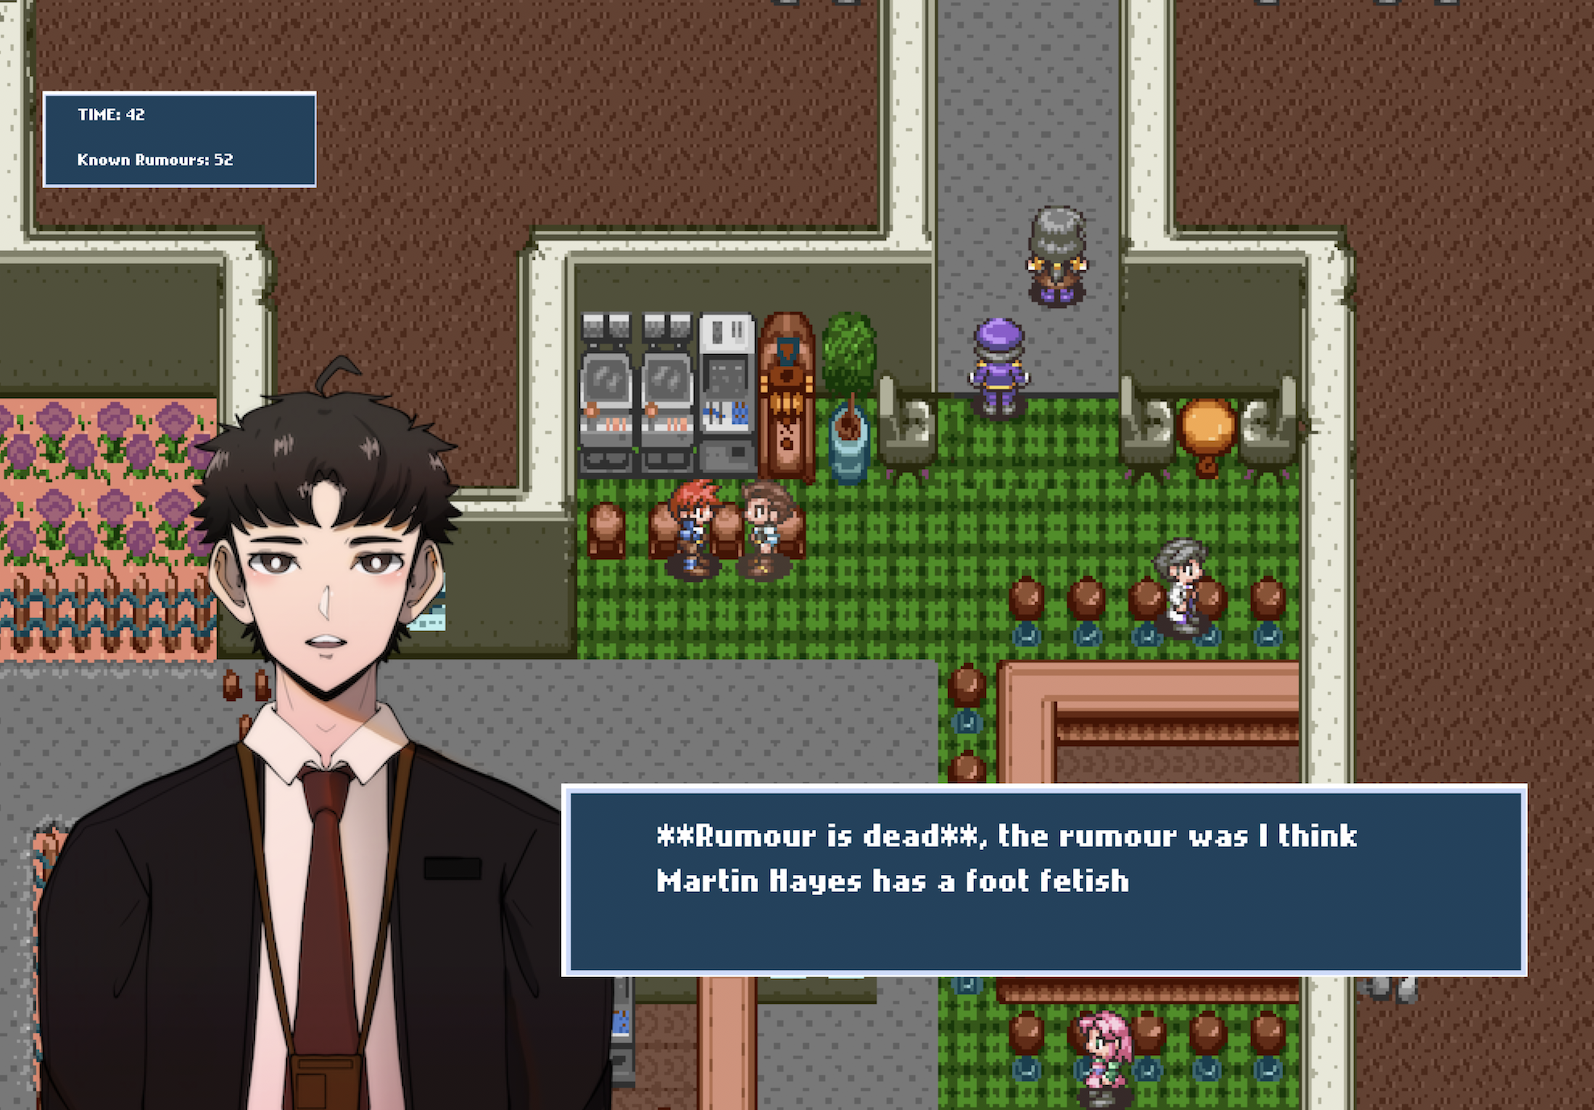 TIME: 42
Known Rumours: 52
**Rumour is dead**, the rumour was I think
Martin Hayes has a foot fetish